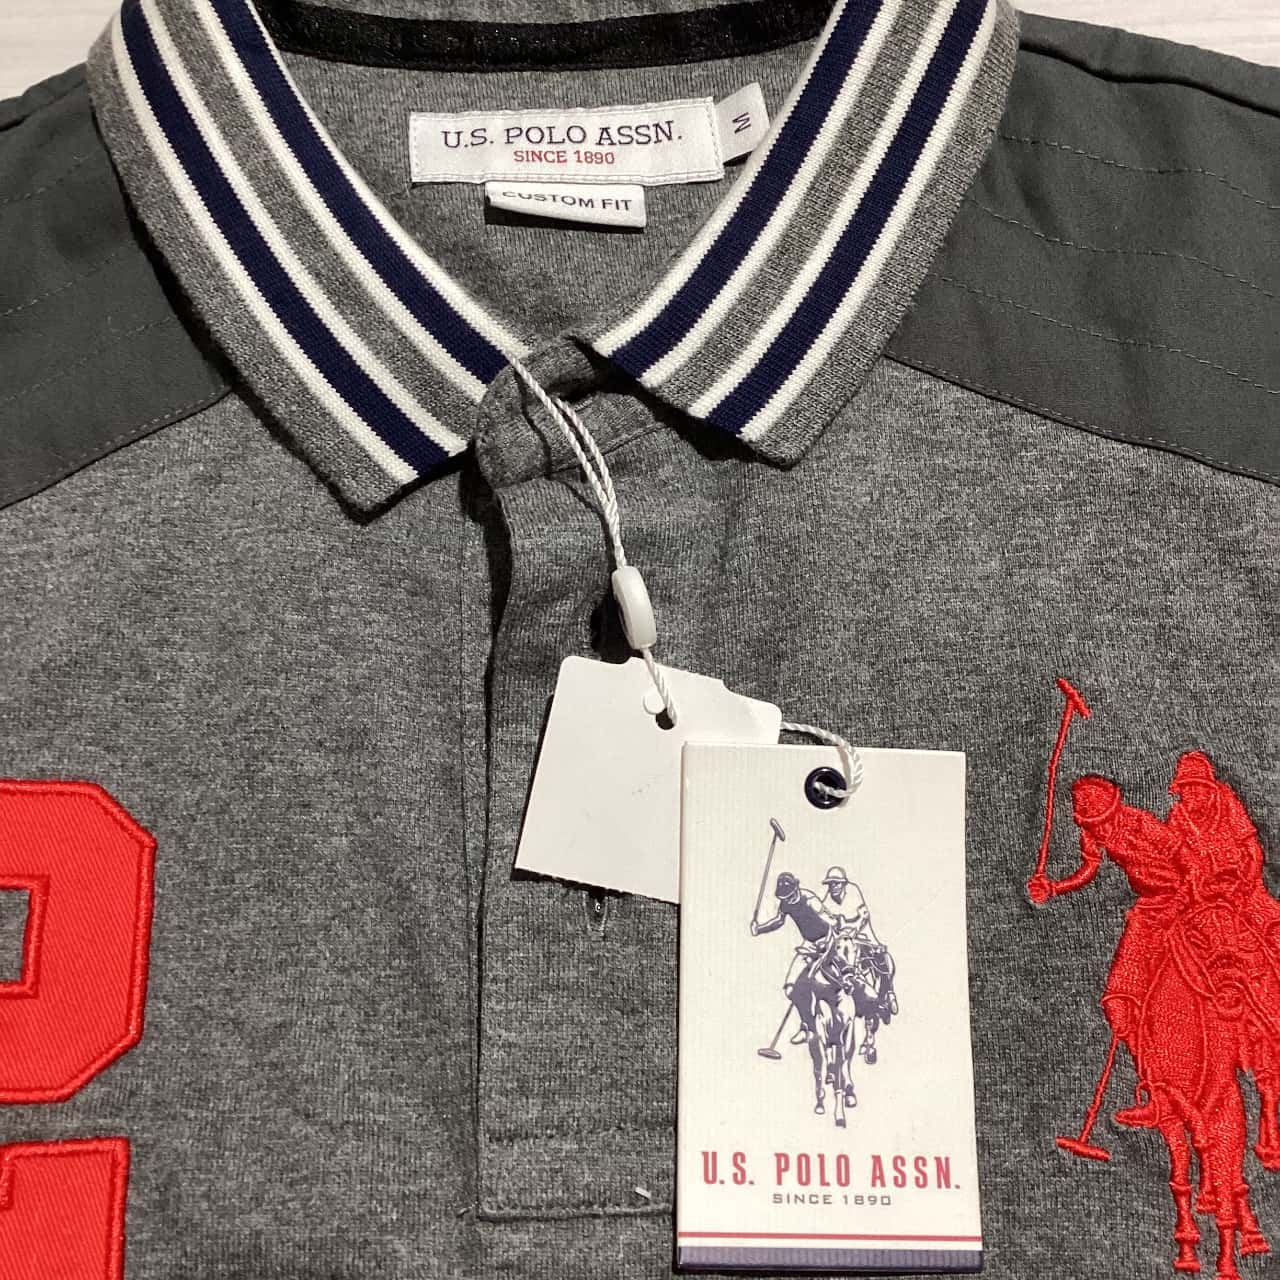 U.S. POLO ASSN.
SINCE 1890
M
CUSTOM FIT
U.S. POLO ASSN.
SINCE 1890